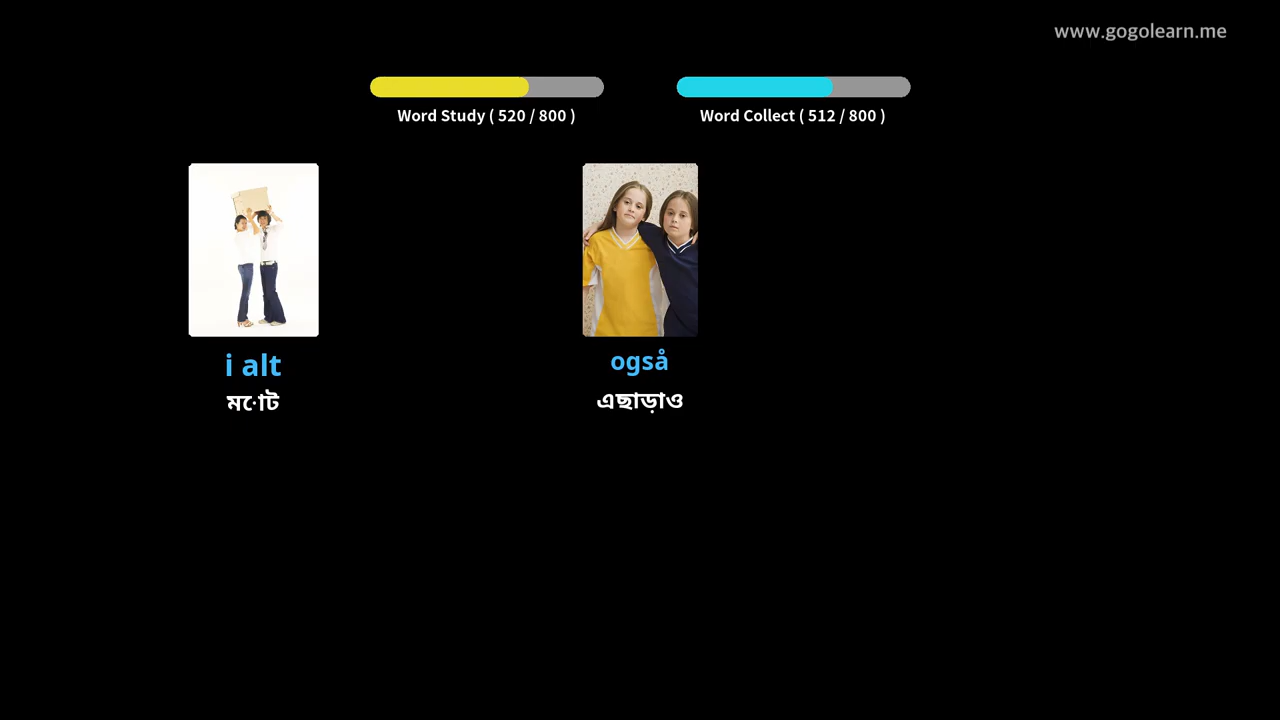 www.gogolearn.me
Word Study ( 520 / 800 )
Word Collect ( 512 / 800 )
i alt
মোট
også
এছাড়াও